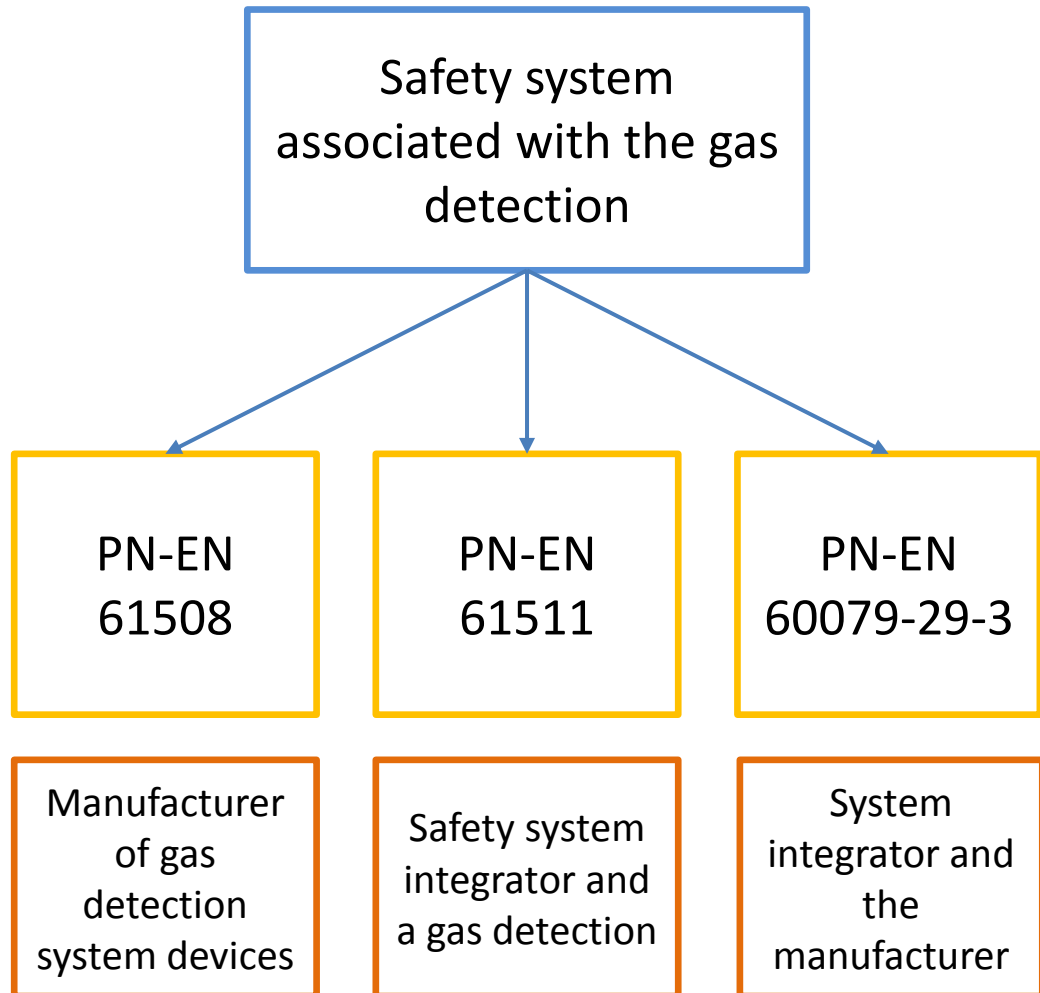 Safety system
associated with the gas
detection
PN-EN
61508
PN-EN
61511
PN-EN
60079-29-3
Manufacturer
of gas
detection
system devices
Safety system
integrator and
a gas detection
System
integrator and
the
manufacturer